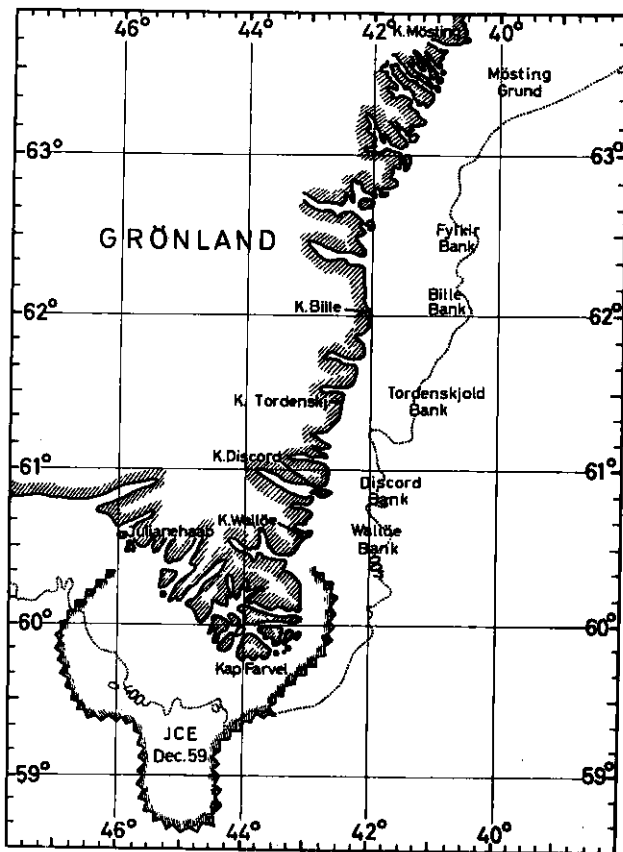 46° 44° 42° 40°
K. Mösting
Mösting
Grund
63° 63°
GRÖNLAND
Fylkir
Bank
K. Bille
Bille
Bank
62° 62°
K. Tordenskj.
Tordenskjold
Bank
61° 61°
K. Discord
Discord
Bank
K. Wallöe
Julianehaab
Wallöe
Bank
60° 60°
Kap Farvel
JCE
Dec. 59
59° 59°
46° 44° 42° 40°